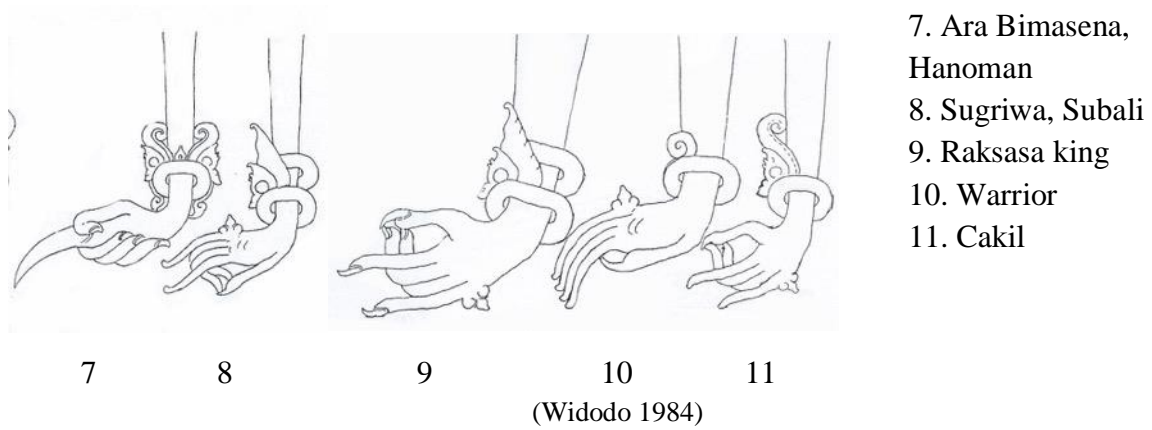 7. Ara Bimasena,
Hanoman
8. Sugriwa, Subali
9. Raksasa king
10. Warrior
11. Cakil
7 8 9 10 11
(Widodo 1984)